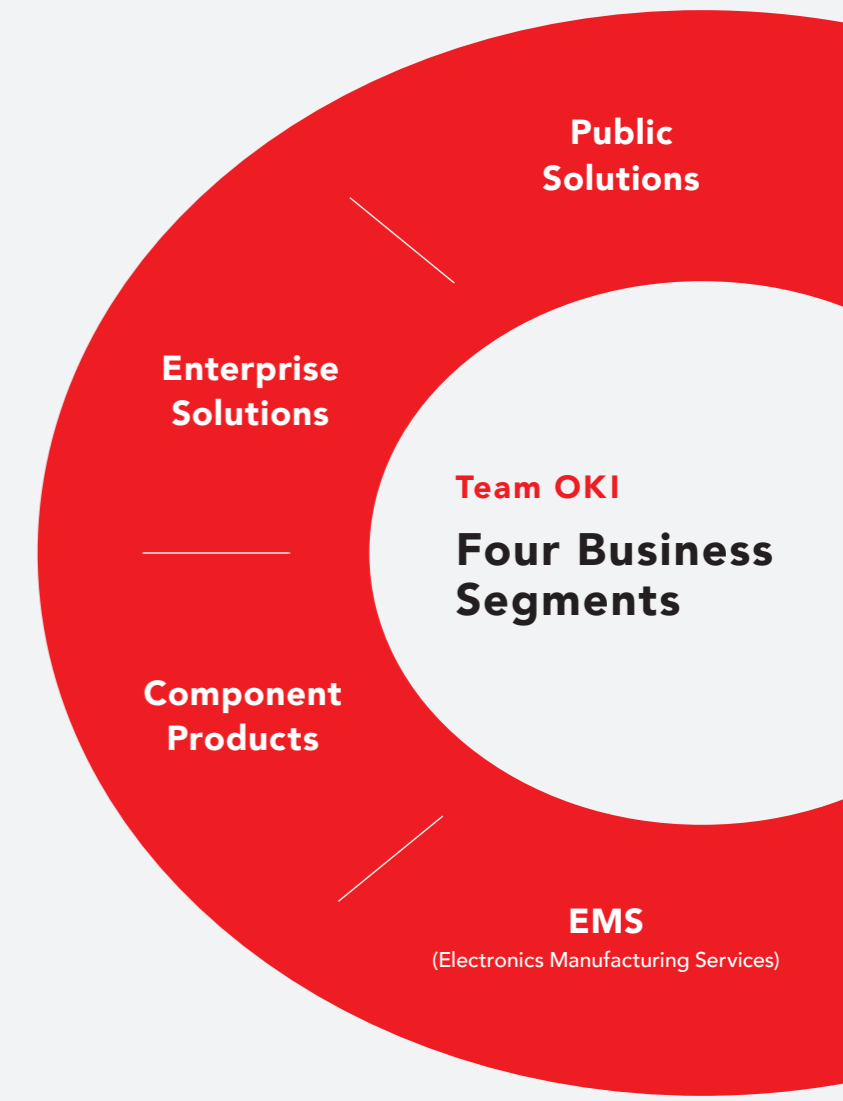 Public
Solutions
Enterprise
Solutions
Team OKI
Four Business
Segments
Component
Products
EMS
(Electronics Manufacturing Services)